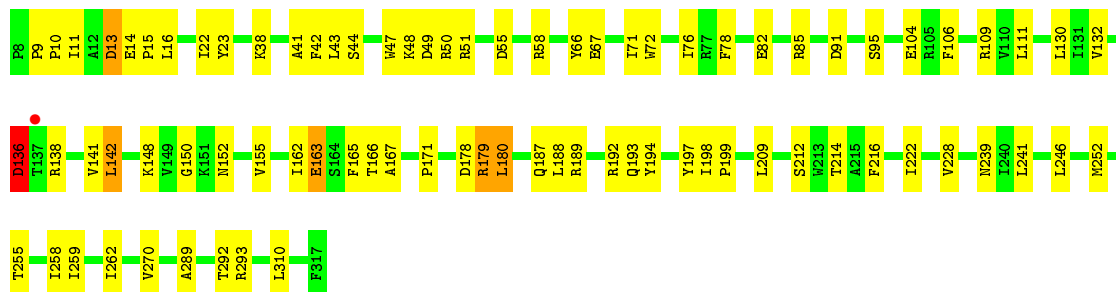 P8 P9 P10 I11 A12 D13 E14 P15 L16 I22 Y23 K38 A41 F42 L43 S44 W47 K48 D49 R50 R51 D55 R58 Y66 E67 I71 W72 I76 R77 F78 E82 R85 D91 S95 E104 R105 F106 R109 V110 L111 L130 I131 V132
D136 T137 R138 V141 L142 K148 V149 G150 K151 N152 V155 I162 E163 S164 F165 T166 A167 P171 D178 R179 L180 Q187 L188 R189 R192 Q193 Y194 Y197 I198 P199 L209 S212 W213 T214 A215 F216 I222 V228 N239 I240 L241 L246 M252
T255 I258 I259 I262 V270 A289 T292 R293 L310 F317